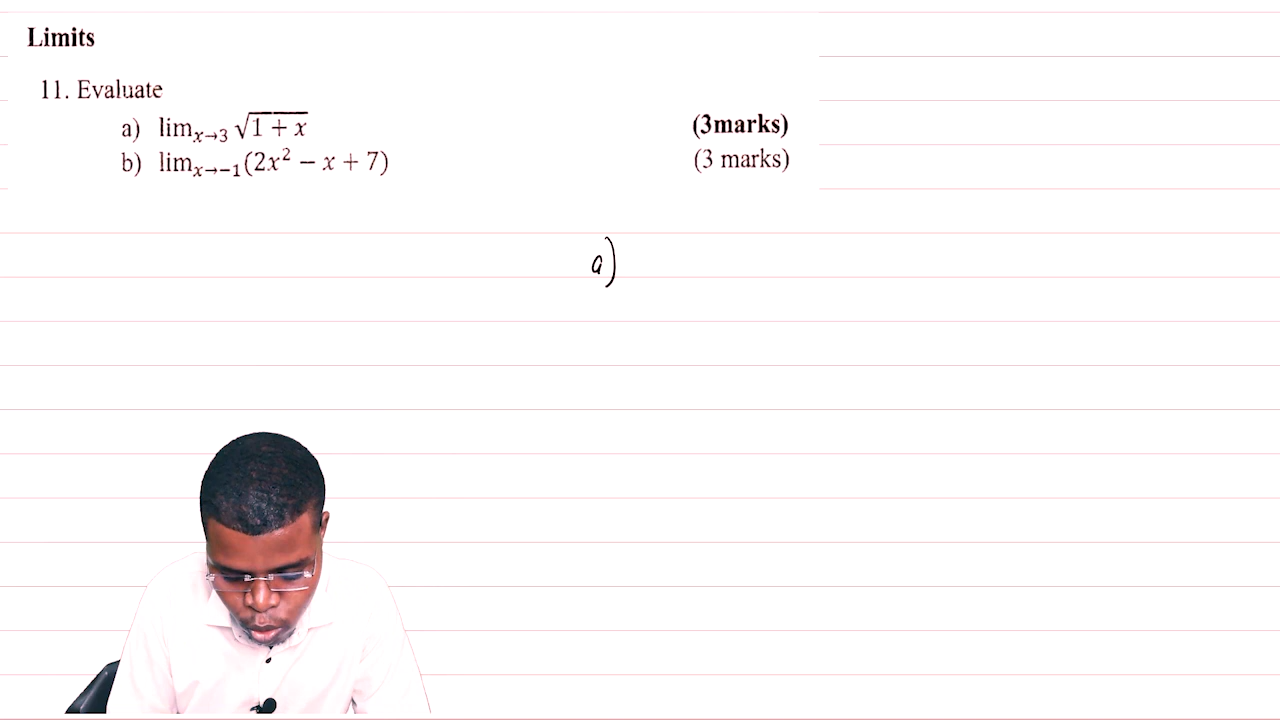 Limits
11. Evaluate
a) lim_{x→3} √(1 + x) (3marks)
b) lim_{x→−1}(2x² − x + 7) (3 marks)
a)